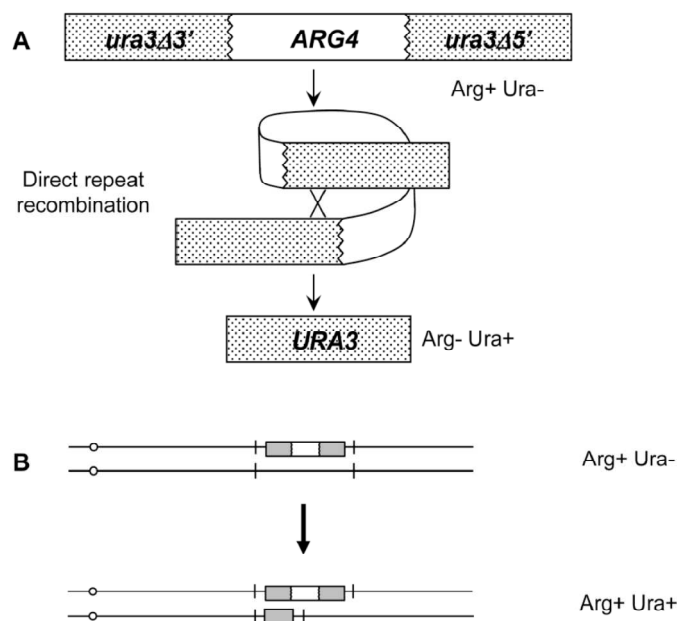 A
ura3Δ3' ARG4 ura3Δ5'
Arg+ Ura-
Direct repeat
recombination
URA3 Arg- Ura+
B
Arg+ Ura-
Arg+ Ura+